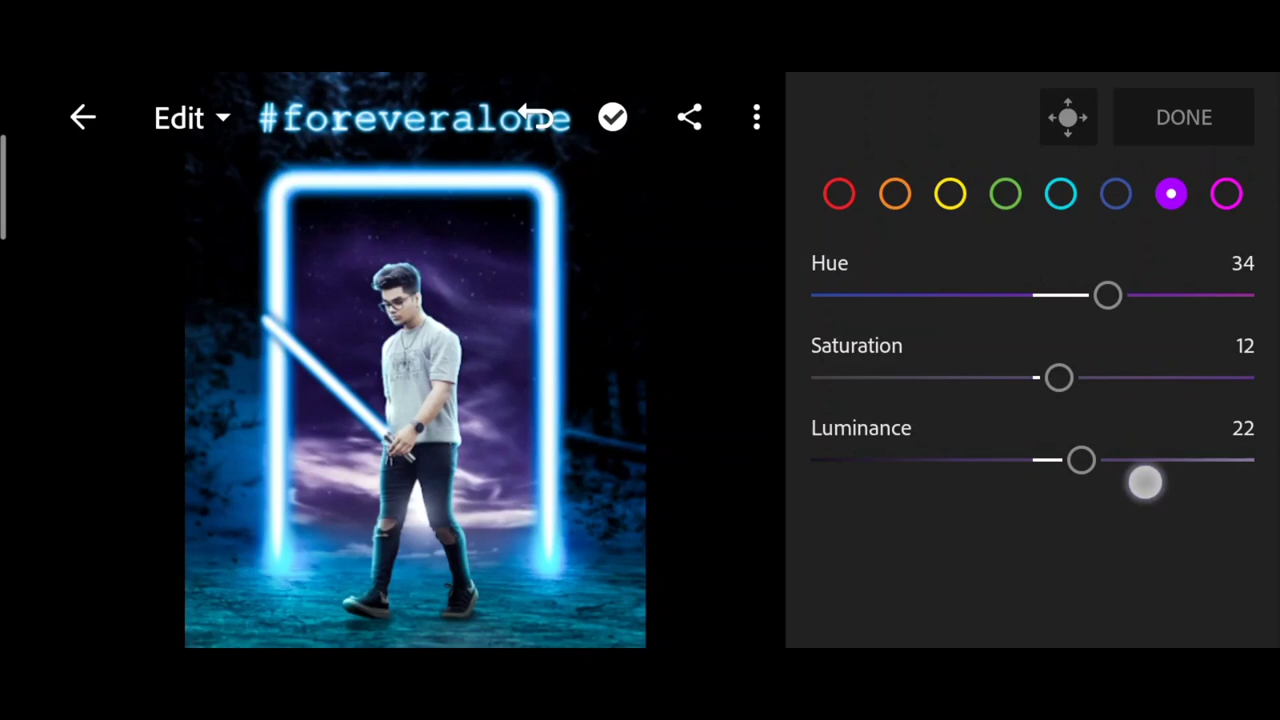 Edit
#foreveralone
DONE
Hue 34
Saturation 12
Luminance 22